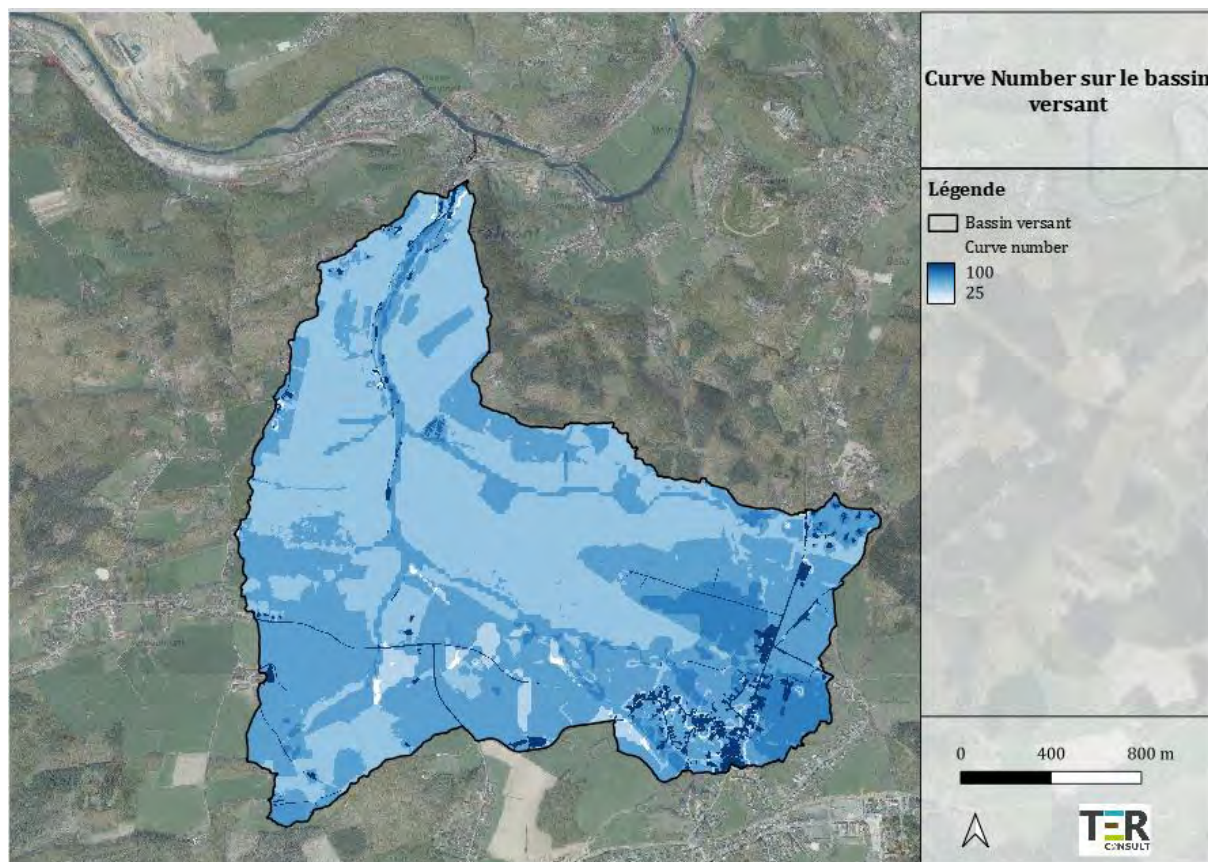 Curve Number sur le bassin
versant
Légende
Bassin versant
Curve number
100
25
0 400 800 m
TER
CONSULT